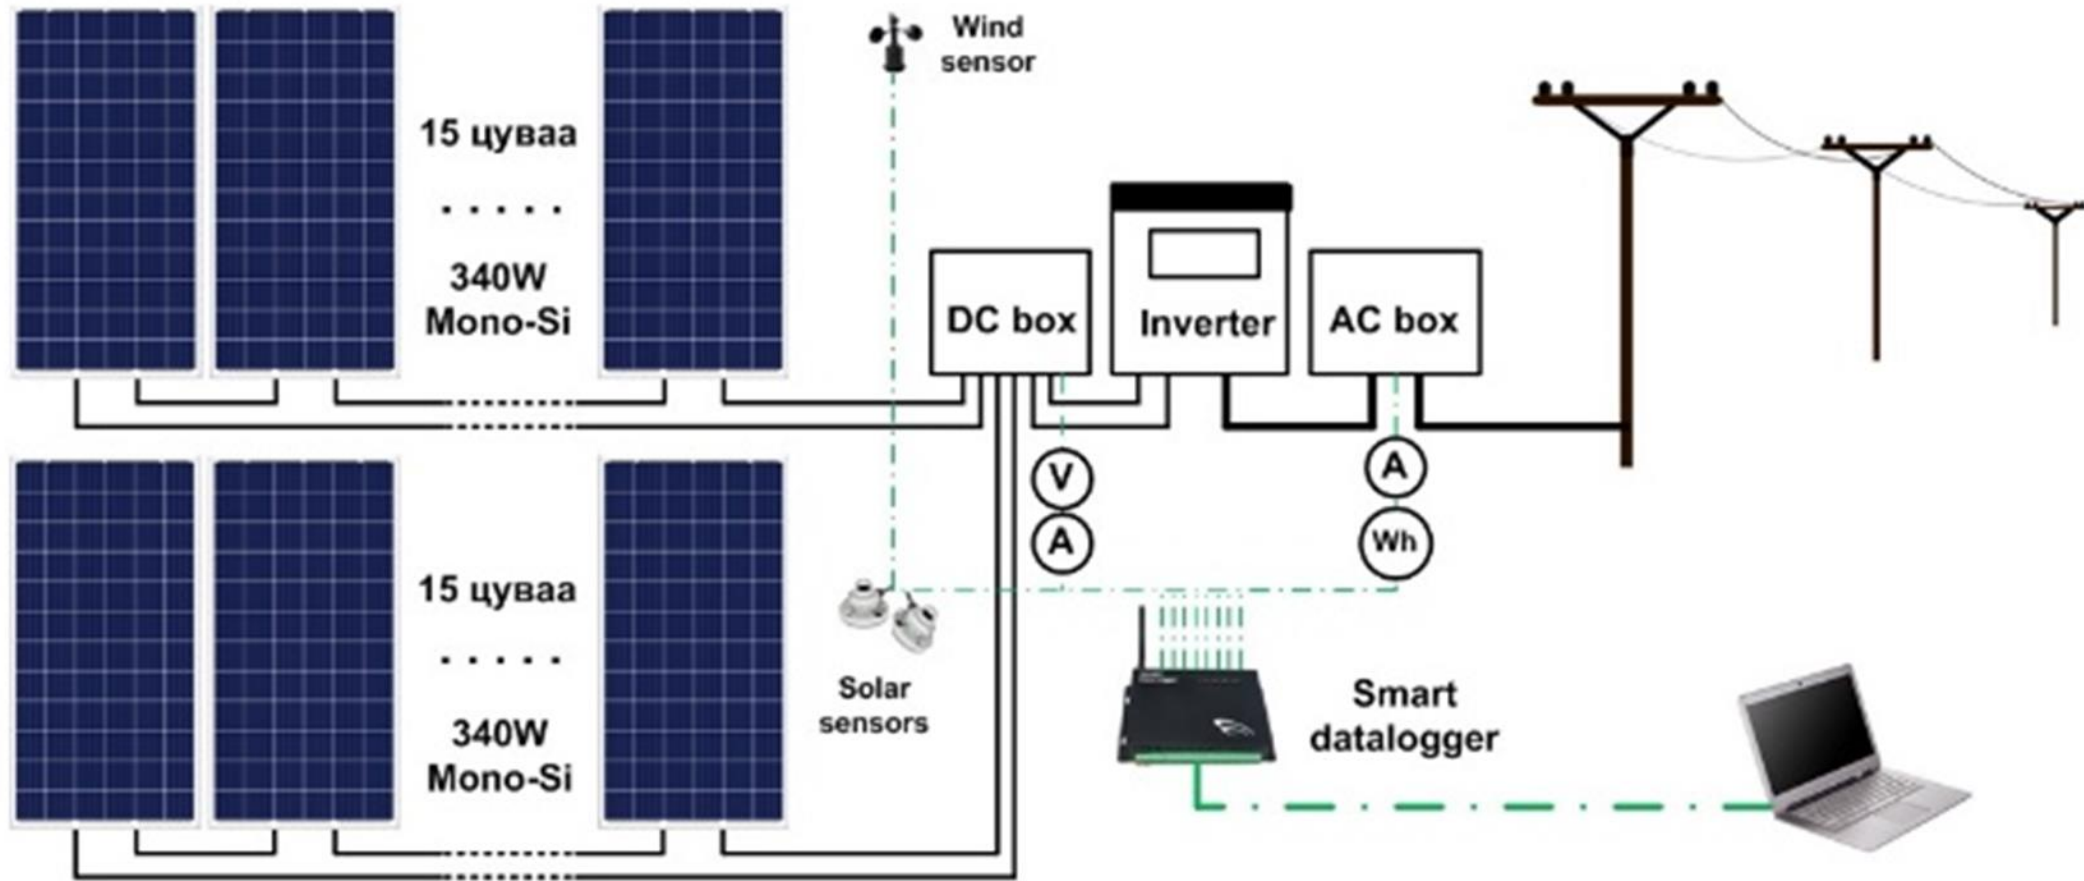 Wind
sensor
15 цуваа
. . . . .
340W
Mono-Si
DC box
Inverter
AC box
V
A
A
Wh
15 цуваа
. . . . .
340W
Mono-Si
Solar
sensors
Smart
datalogger